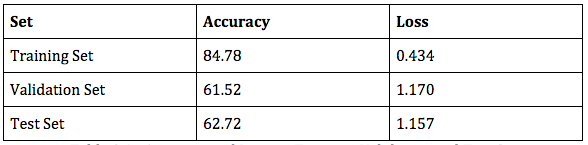 Set Accuracy Loss
Training Set 84.78 0.434
Validation Set 61.52 1.170
Test Set 62.72 1.157